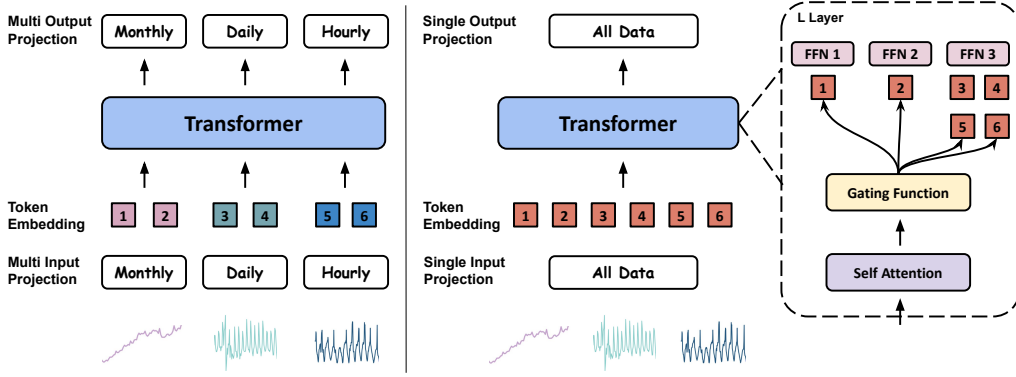 Multi Output
Projection
Monthly
Daily
Hourly
Transformer
Token
Embedding
1 2 3 4 5 6
Multi Input
Projection
Monthly
Daily
Hourly
Single Output
Projection
All Data
Transformer
Token
Embedding
1 2 3 4 5 6
Single Input
Projection
All Data
L Layer
FFN 1
FFN 2
FFN 3
1 2 3 4
5 6
Gating Function
Self Attention